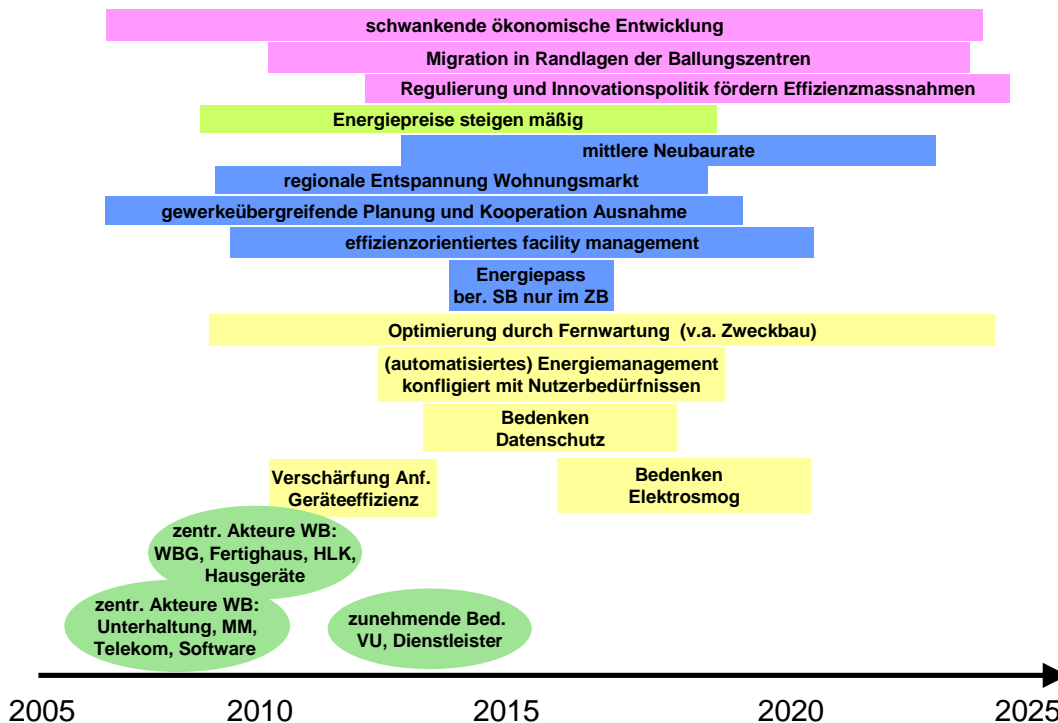 schwankende ökonomische Entwicklung
Migration in Randlagen der Ballungszentren
Regulierung und Innovationspolitik fördern Effizienzmassnahmen
Energiepreise steigen mäßig
mittlere Neubaurate
regionale Entspannung Wohnungsmarkt
gewerkeübergreifende Planung und Kooperation Ausnahme
effizienzorientiertes facility management
Energiepass
ber. SB nur im ZB
Optimierung durch Fernwartung (v.a. Zweckbau)
(automatisiertes) Energiemanagement
konfligiert mit Nutzerbedürfnissen
Bedenken
Datenschutz
Verschärfung Anf.
Geräteeffizienz
Bedenken
Elektrosmog
zentr. Akteure WB:
WBG, Fertighaus, HLK,
Hausgeräte
zentr. Akteure WB:
Unterhaltung, MM,
Telekom, Software
zunehmende Bed.
VU, Dienstleister
2005 2010 2015 2020 2025